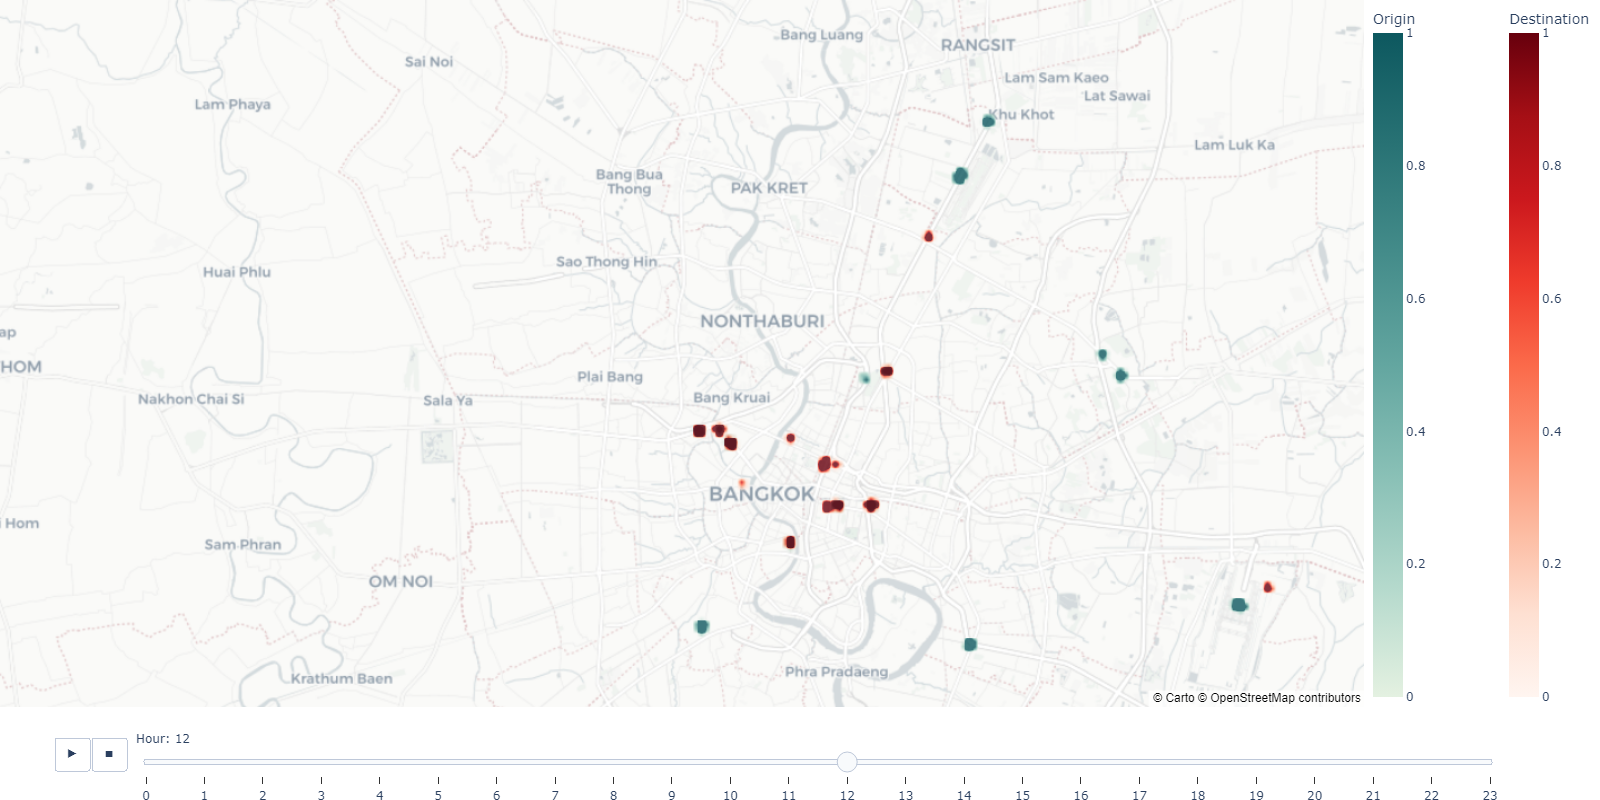 Origin
Destination
1
1
Bang Luang
RANGSIT
Sai Noi
Lam Sam Kaeo
Lat Sawai
Lam Phaya
Khu Khot
Lam Luk Ka
0.8
0.8
Bang Bua
Thong
PAK KRET
Sao Thong Hin
Huai Phlu
0.6
0.6
NONTHABURI
ap
HOM
Plai Bang
Nakhon Chai Si
Sala Ya
Bang Kruai
0.4
0.4
BANGKOK
i Hom
Sam Phran
0.2
0.2
OM NOI
Phra Pradaeng
Krathum Baen
© Carto © OpenStreetMap contributors
0
0
Hour: 12
0 1 2 3 4 5 6 7 8 9 10 11 12 13 14 15 16 17 18 19 20 21 22 23